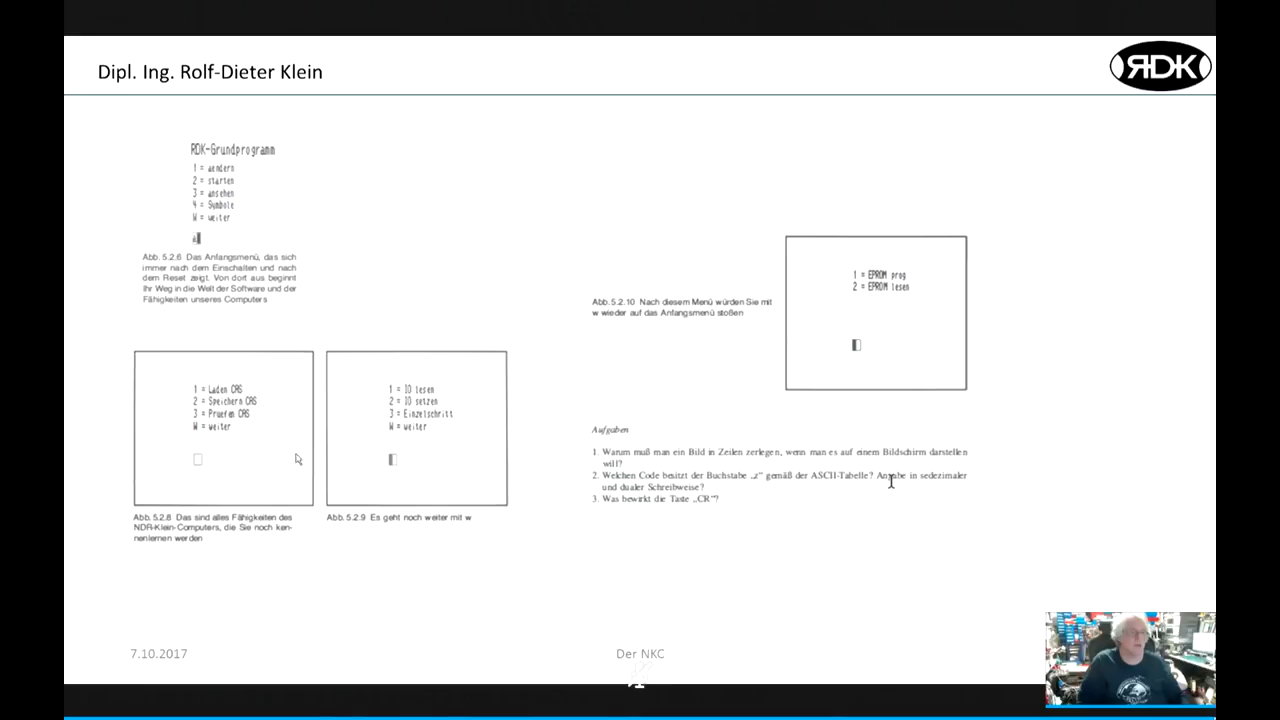 Dipl. Ing. Rolf-Dieter Klein
RDK
RDK-Grundprogramm
1 = aendern
2 = starten
3 = ansehen
4 = Symbole
W = weiter
Abb. 5.2.6 Das Anfangsmenü, das sich
immer nach dem Einschalten und nach
dem Reset zeigt. Von dort aus beginnt
Ihr Weg in die Welt der Software und der
Fähigkeiten unseres Computers
1 = Laden CAS
2 = Speichern CAS
3 = Pruefen CAS
W = weiter
Abb. 5.2.8 Das sind alles Fähigkeiten des
NDR-Klein-Computers, die Sie noch ken-
nenlernen werden
1 = IO lesen
2 = IO setzen
3 = Einzelschritt
W = weiter
Abb. 5.2.9 Es geht noch weiter mit w
1 = EPROM prog
2 = EPROM lesen
Abb. 5.2.10 Nach diesem Menü würden Sie mit
w wieder auf das Anfangsmenü stoßen
Aufgaben
1. Warum muß man ein Bild in Zeilen zerlegen, wenn man es auf einem Bildschirm darstellen
will?
2. Welchen Code besitzt der Buchstabe „z“ gemäß der ASCII-Tabelle? Angabe in sedezimaler
und dualer Schreibweise?
3. Was bewirkt die Taste „CR“?
7.10.2017
Der NKC